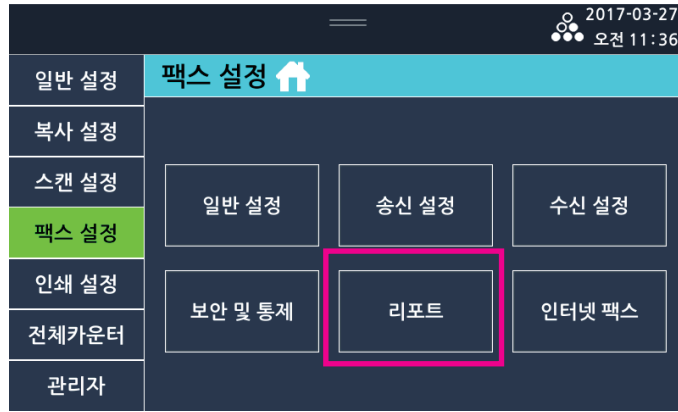 2017-03-27
오전 11:36
일반 설정
복사 설정
스캔 설정
팩스 설정
인쇄 설정
전체카운터
관리자
팩스 설정
일반 설정 송신 설정 수신 설정
보안 및 통제 리포트 인터넷 팩스